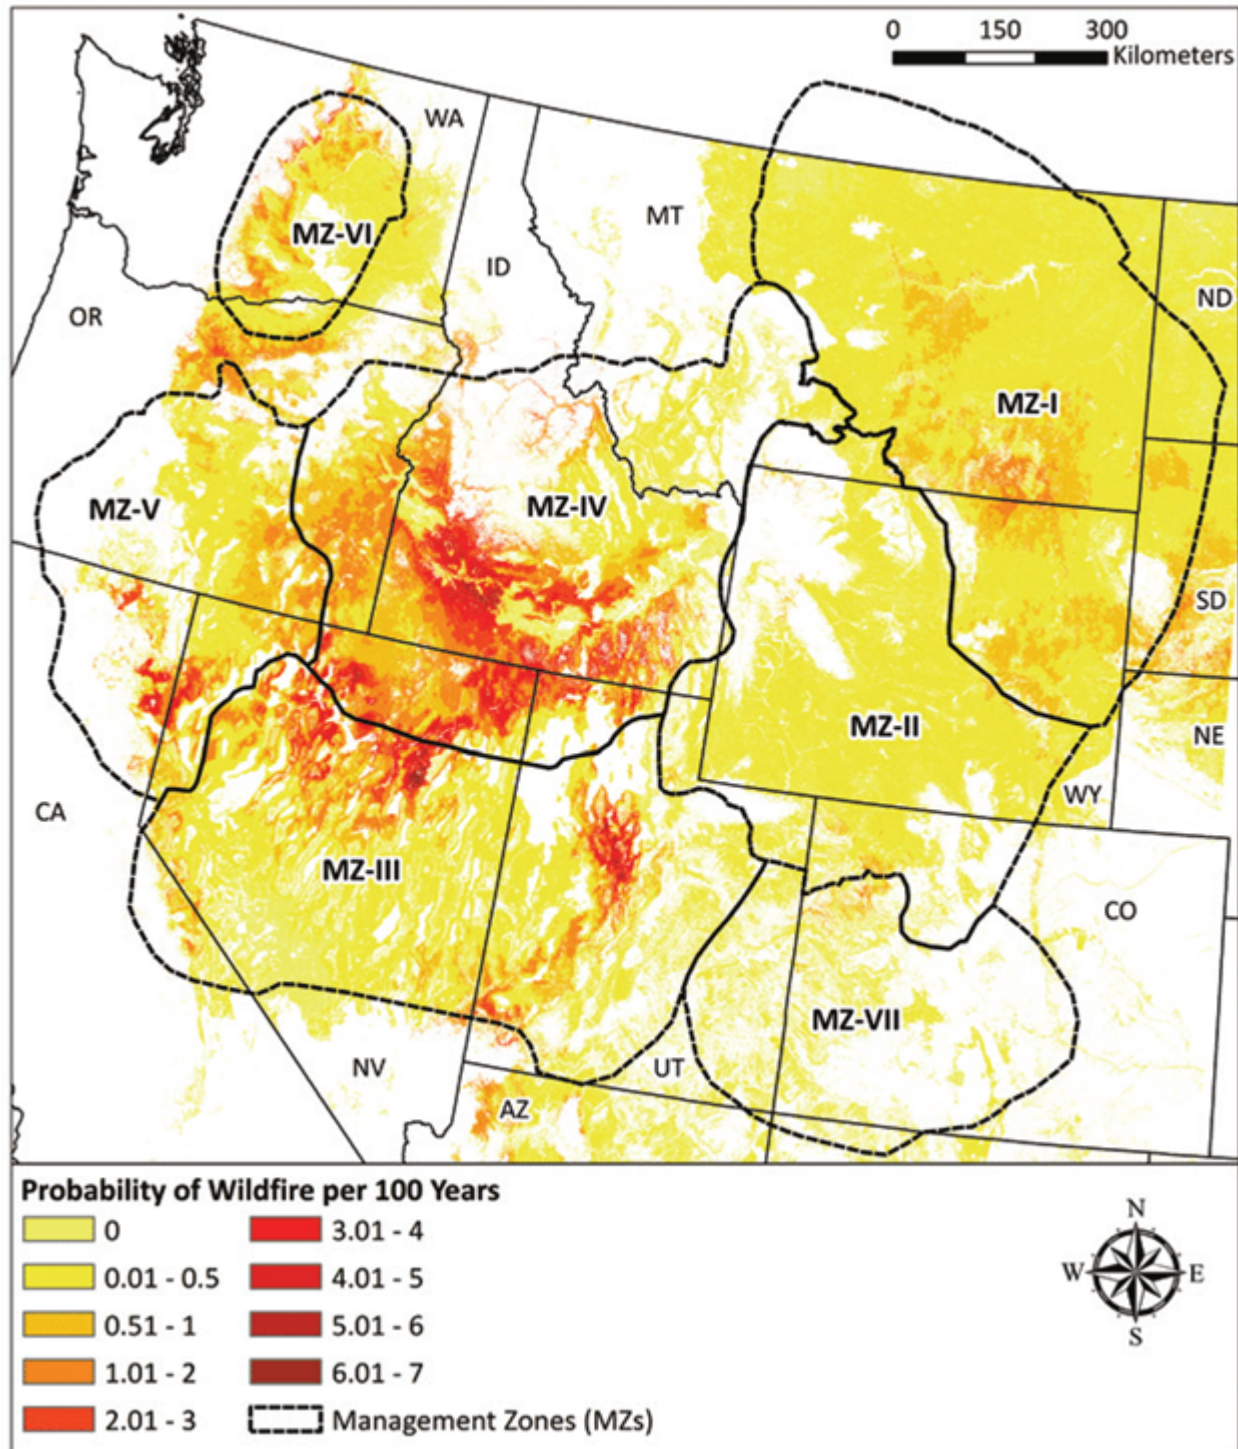 0 150 300
Kilometers
WA
MT
MZ-VI
ID
ND
OR
MZ-I
MZ-V
MZ-IV
SD
MZ-II
NE
WY
CA
MZ-III
CO
MZ-VII
NV
UT
AZ
Probability of Wildfire per 100 Years
0
0.01 - 0.5
0.51 - 1
1.01 - 2
2.01 - 3
3.01 - 4
4.01 - 5
5.01 - 6
6.01 - 7
Management Zones (MZs)
N
W E
S